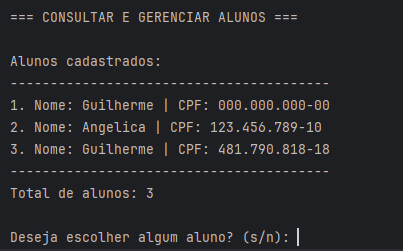 === CONSULTAR E GERENCIAR ALUNOS ===
Alunos cadastrados:
----------------------------------------
1. Nome: Guilherme | CPF: 000.000.000-00
2. Nome: Angelica | CPF: 123.456.789-10
3. Nome: Guilherme | CPF: 481.790.818-18
----------------------------------------
Total de alunos: 3
Deseja escolher algum aluno? (s/n):